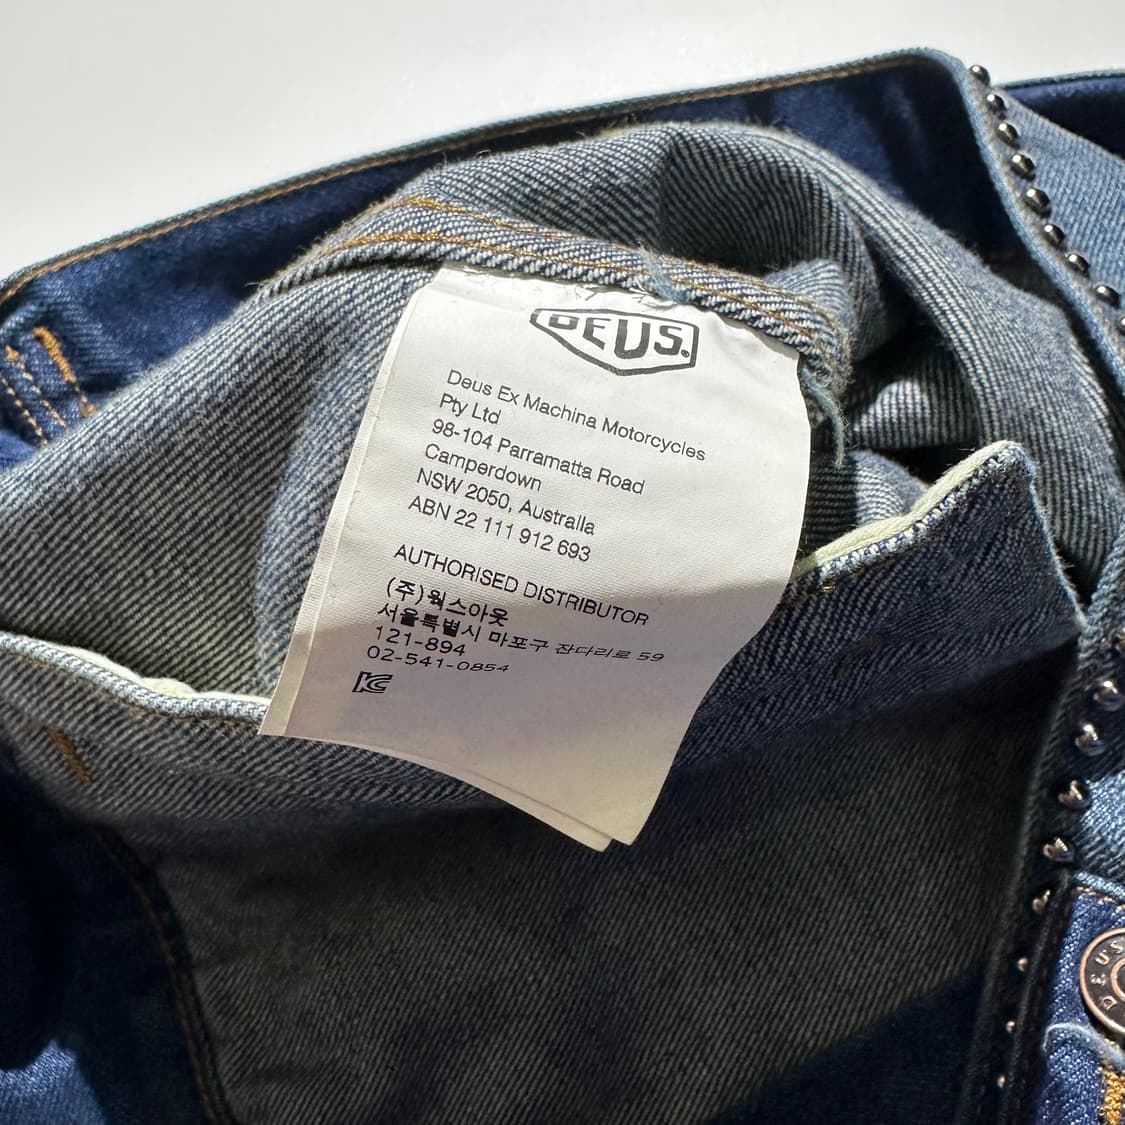 DEUS.
Deus Ex Machina Motorcycles
Pty Ltd
98-104 Parramatta Road
Camperdown
NSW 2050, Australia
ABN 22 111 912 693
AUTHORISED DISTRIBUTOR
(주)웍스아웃
서울특별시 마포구 잔다리로 59
121-894
02-541-0854
KC
DEUS